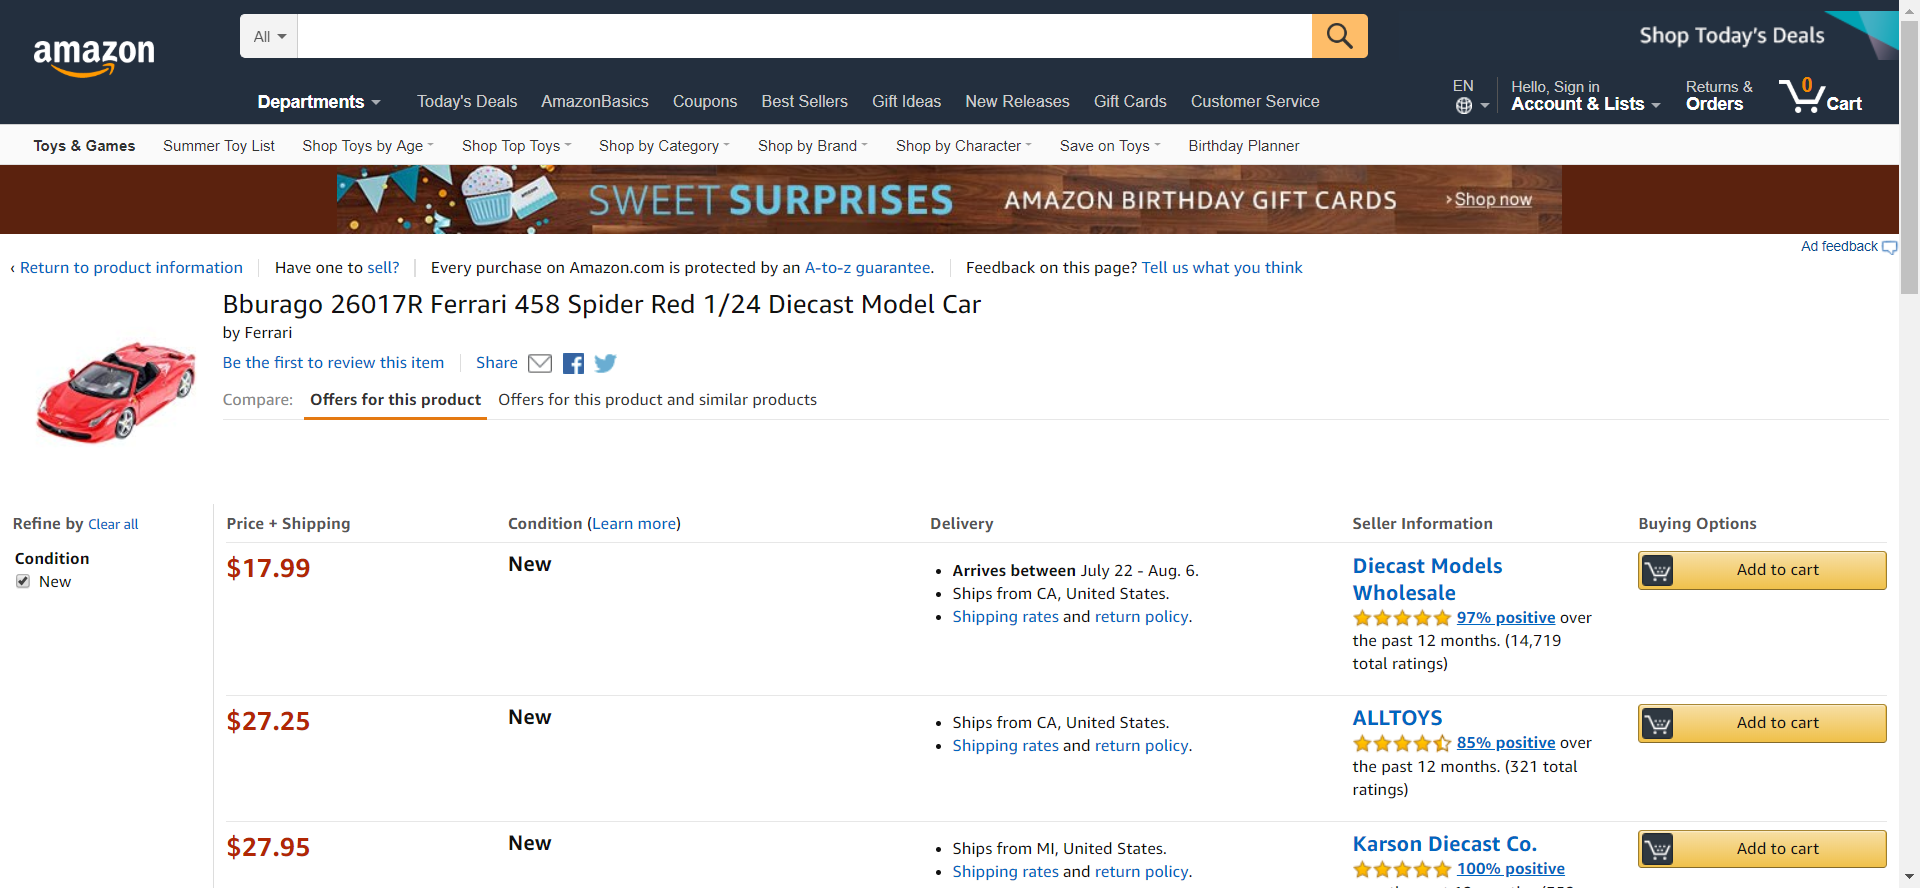 amazon
All
Shop Today's Deals
Departments
Today's Deals
AmazonBasics
Coupons
Best Sellers
Gift Ideas
New Releases
Gift Cards
Customer Service
EN
Hello, Sign in
Account & Lists
Returns &
Orders
0
Cart
Toys & Games
Summer Toy List
Shop Toys by Age
Shop Top Toys
Shop by Category
Shop by Brand
Shop by Character
Save on Toys
Birthday Planner
SWEET SURPRISES AMAZON BIRTHDAY GIFT CARDS › Shop now
Ad feedback
‹ Return to product information
Have one to sell?
Every purchase on Amazon.com is protected by an A-to-z guarantee.
Feedback on this page? Tell us what you think
Bburago 26017R Ferrari 458 Spider Red 1/24 Diecast Model Car
by Ferrari
Be the first to review this item
Share
Compare:
Offers for this product
Offers for this product and similar products
Refine by Clear all
Condition
New
Price + Shipping
Condition (Learn more)
Delivery
Seller Information
Buying Options
$17.99
New
• Arrives between July 22 - Aug. 6.
• Ships from CA, United States.
• Shipping rates and return policy.
Diecast Models
Wholesale
97% positive over
the past 12 months. (14,719
total ratings)
Add to cart
$27.25
New
• Ships from CA, United States.
• Shipping rates and return policy.
ALLTOYS
85% positive over
the past 12 months. (321 total
ratings)
Add to cart
$27.95
New
• Ships from MI, United States.
• Shipping rates and return policy.
Karson Diecast Co.
100% positive
Add to cart